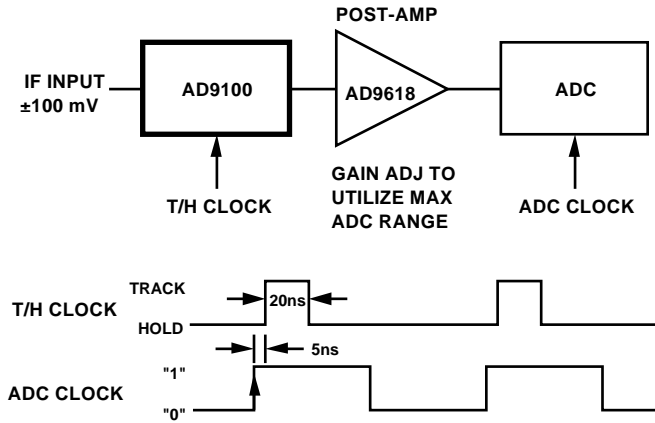 POST-AMP
IF INPUT
±100 mV
AD9100
AD9618
ADC
T/H CLOCK
GAIN ADJ TO
UTILIZE MAX
ADC RANGE
ADC CLOCK
T/H CLOCK
TRACK
HOLD
20ns
5ns
ADC CLOCK
"1"
"0"